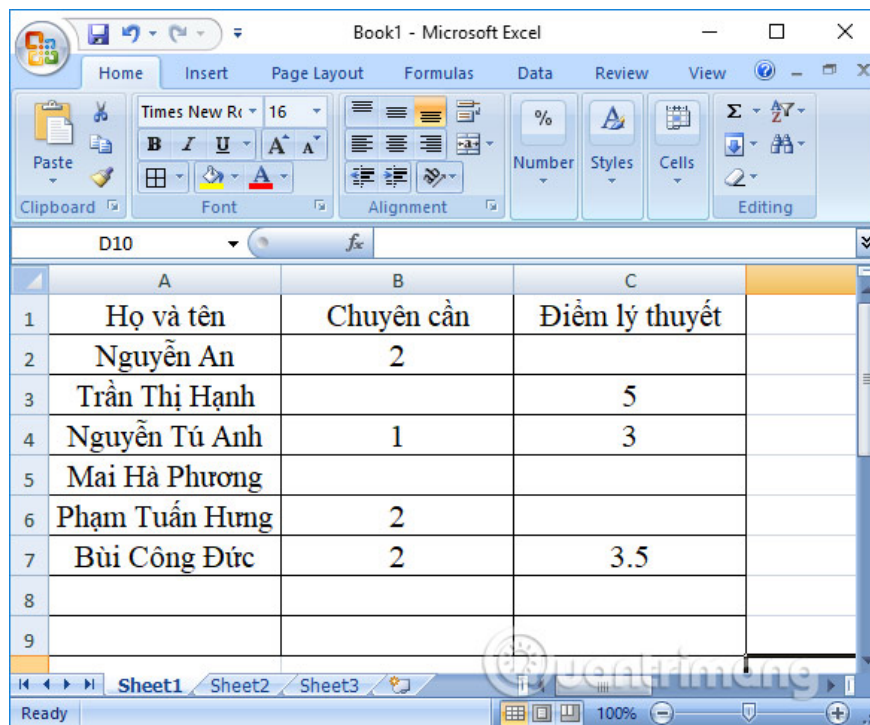 Book1 - Microsoft Excel
Home Insert Page Layout Formulas Data Review View
Times New Ro 16
Paste B I U A A % Number Styles Cells Σ
Clipboard Font Alignment Editing
D10 fx
A B C
1 Họ và tên Chuyên cần Điểm lý thuyết
2 Nguyễn An 2
3 Trần Thị Hạnh 5
4 Nguyễn Tú Anh 1 3
5 Mai Hà Phương
6 Phạm Tuấn Hưng 2
7 Bùi Công Đức 2 3.5
8
9
Quantrimang
Sheet1 Sheet2 Sheet3
Ready 100%